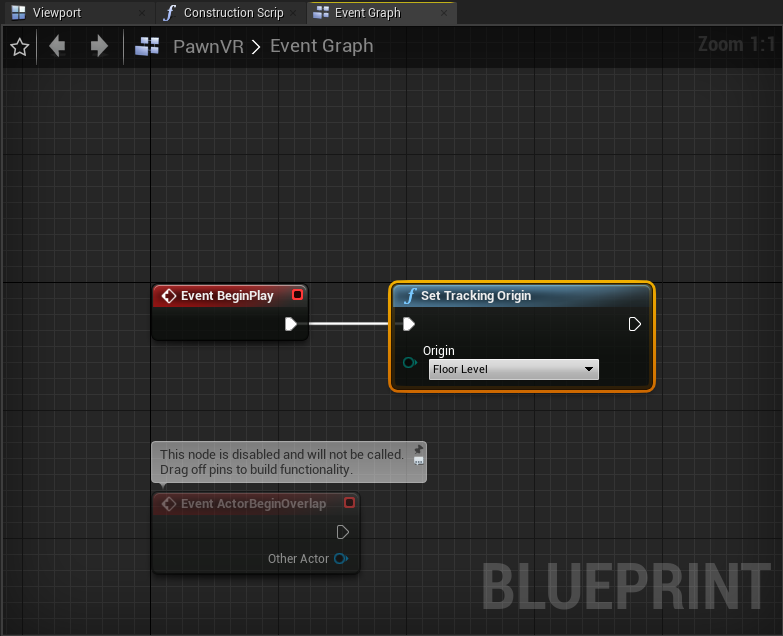 Viewport
Construction Scrip
Event Graph
PawnVR > Event Graph
Zoom 1:1
Event BeginPlay
Set Tracking Origin
Origin
Floor Level
This node is disabled and will not be called.
Drag off pins to build functionality.
Event ActorBeginOverlap
Other Actor
BLUEPRINT